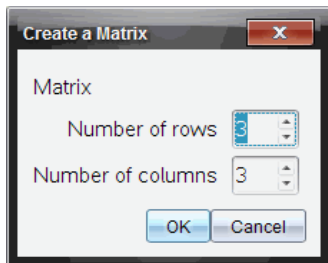 Create a Matrix
Matrix
Number of rows 3
Number of columns 3
OK Cancel